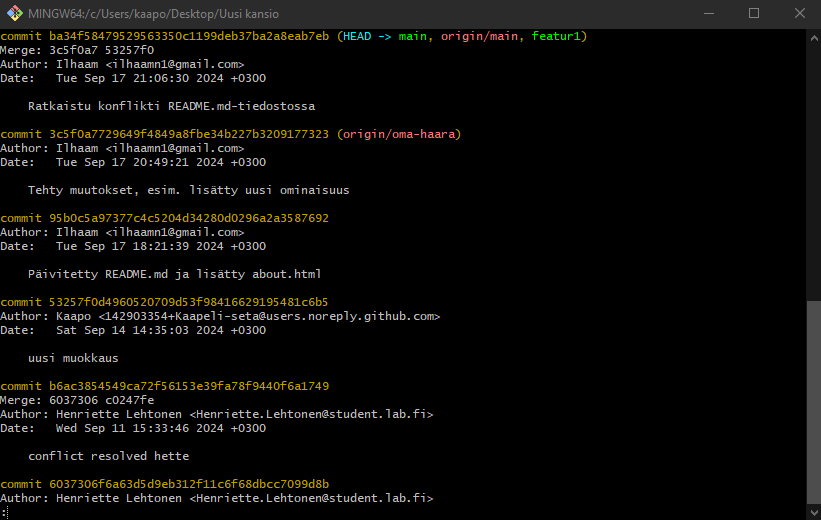 MINGW64:/c/Users/kaapo/Desktop/Uusi kansio
commit ba34f58479529563350c1199deb37ba2a8eab7eb (HEAD -> main, origin/main, featur1)
Merge: 3c5f0a7 53257f0
Author: Ilhaam <ilhaamn1@gmail.com>
Date:   Tue Sep 17 21:06:30 2024 +0300
Ratkaistu konflikti README.md-tiedostossa
commit 3c5f0a7729649f4849a8fbe34b227b3209177323 (origin/oma-haara)
Author: Ilhaam <ilhaamn1@gmail.com>
Date:   Tue Sep 17 20:49:21 2024 +0300
Tehty muutokset, esim. lisätty uusi ominaisuus
commit 95b0c5a97377c4c5204d34280d0296a2a3587692
Author: Ilhaam <ilhaamn1@gmail.com>
Date:   Tue Sep 17 18:21:39 2024 +0300
Päivitetty README.md ja lisätty about.html
commit 53257f0d4960520709d53f98416629195481c6b5
Author: Kaapo <142903354+Kaapeli-seta@users.noreply.github.com>
Date:   Sat Sep 14 14:35:03 2024 +0300
uusi muokkaus
commit b6ac3854549ca72f56153e39fa78f9440f6a1749
Merge: 6037306 c0247fe
Author: Henriette Lehtonen <Henriette.Lehtonen@student.lab.fi>
Date:   Wed Sep 11 15:33:46 2024 +0300
conflict resolved hette
commit 6037306f6a63d5d9eb312f11c6f68dbcc7099d8b
Author: Henriette Lehtonen <Henriette.Lehtonen@student.lab.fi>
: